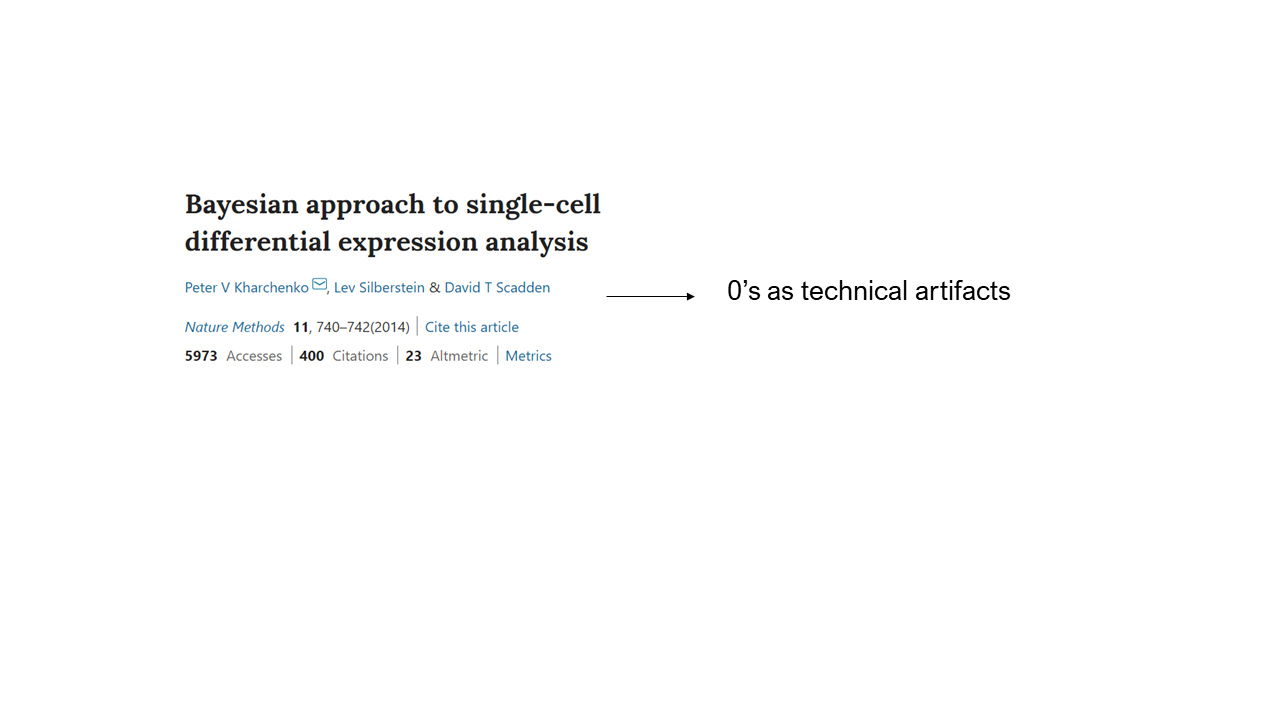 Bayesian approach to single-cell
differential expression analysis
Peter V Kharchenko, Lev Silberstein & David T Scadden
0’s as technical artifacts
Nature Methods 11, 740–742(2014) | Cite this article
5973 Accesses | 400 Citations | 23 Altmetric | Metrics